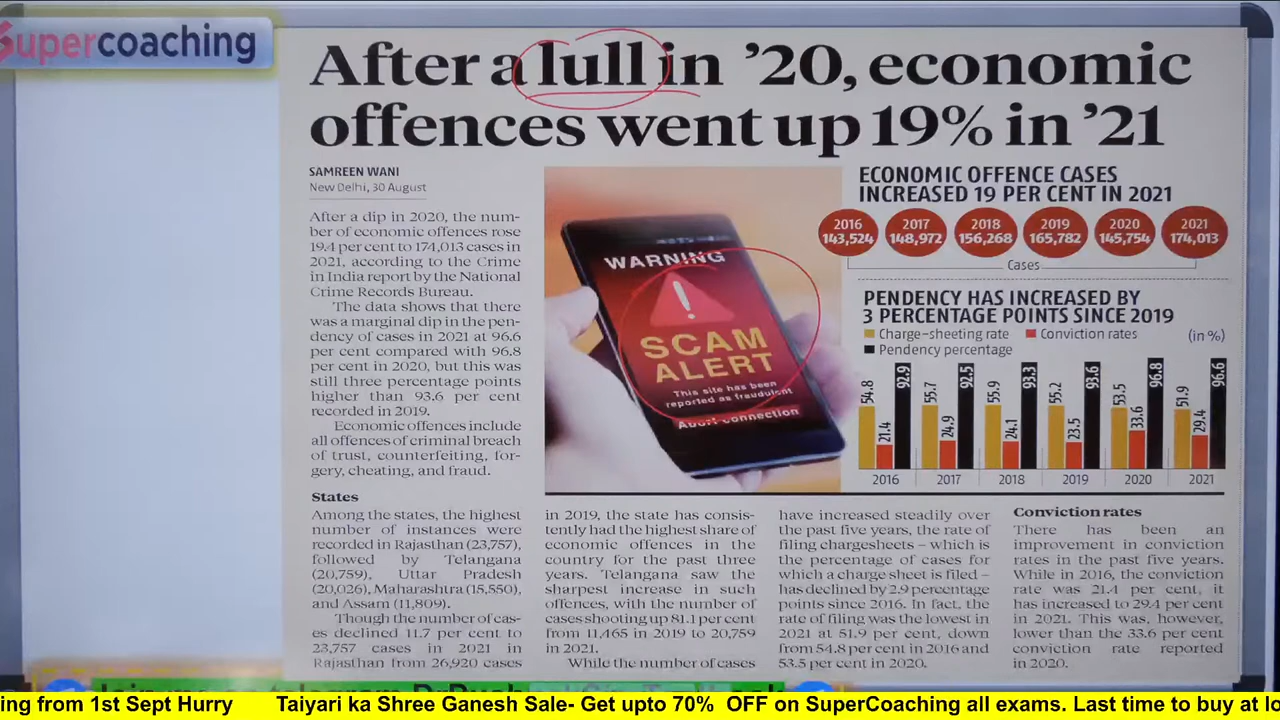 Supercoaching
After a lull in ’20, economic
offences went up 19% in ’21
SAMREEN WANI
New Delhi, 30 August
After a dip in 2020, the num-
ber of economic offences rose
19.4 per cent to 174,013 cases in
2021, according to the Crime
in India report by the National
Crime Records Bureau.
The data shows that there
was a marginal dip in the pen-
dency of cases in 2021 at 96.6
per cent compared with 96.8
per cent in 2020, but this was
still three percentage points
higher than 93.6 per cent
recorded in 2019.
Economic offences include
all offences of criminal breach
of trust, counterfeiting, for-
gery, cheating, and fraud.
States
Among the states, the highest
number of instances were
recorded in Rajasthan (23,757),
followed by Telangana
(20,759), Uttar Pradesh
(20,026), Maharashtra (15,550),
and Assam (11,809).
Though the number of cas-
es declined 11.7 per cent to
23,757 cases in 2021 in
Rajasthan from 26,920 cases
WARNING
!
SCAM
ALERT
This site has been
reported as fraudulent
Abort connection
in 2019, the state has consis-
tently had the highest share of
economic offences in the
country for the past three
years. Telangana saw the
sharpest increase in such
offences, with the number of
cases shooting up 81.1 per cent
from 11,465 in 2019 to 20,759
in 2021.
While the number of cases
have increased steadily over
the past five years, the rate of
filing chargesheets – which is
the percentage of cases for
which a charge sheet is filed –
has declined by 2.9 percentage
points since 2016. In fact, the
rate of filing was the lowest in
2021 at 51.9 per cent, down
from 54.8 per cent in 2016 and
53.5 per cent in 2020.
ECONOMIC OFFENCE CASES
INCREASED 19 PER CENT IN 2021
2016 2017 2018 2019 2020 2021
143,524 148,972 156,268 165,782 145,754 174,013
Cases
PENDENCY HAS INCREASED BY
3 PERCENTAGE POINTS SINCE 2019
Charge-sheeting rate Conviction rates (in %)
Pendency percentage
54.8 21.4 92.9 55.7 24.9 92.5 55.9 24.1 93.3 55.2 23.5 93.6 53.5 33.6 96.8 51.9 29.4 96.6
2016 2017 2018 2019 2020 2021
Conviction rates
There has been an
improvement in conviction
rates in the past five years.
While in 2016, the conviction
rate was 21.4 per cent, it
has increased to 29.4 per cent
in 2021. This was, however,
lower than the 33.6 per cent
conviction rate reported
in 2020.
ing from 1st Sept Hurry Taiyari ka Shree Ganesh Sale- Get upto 70% OFF on SuperCoaching all exams. Last time to buy at lo